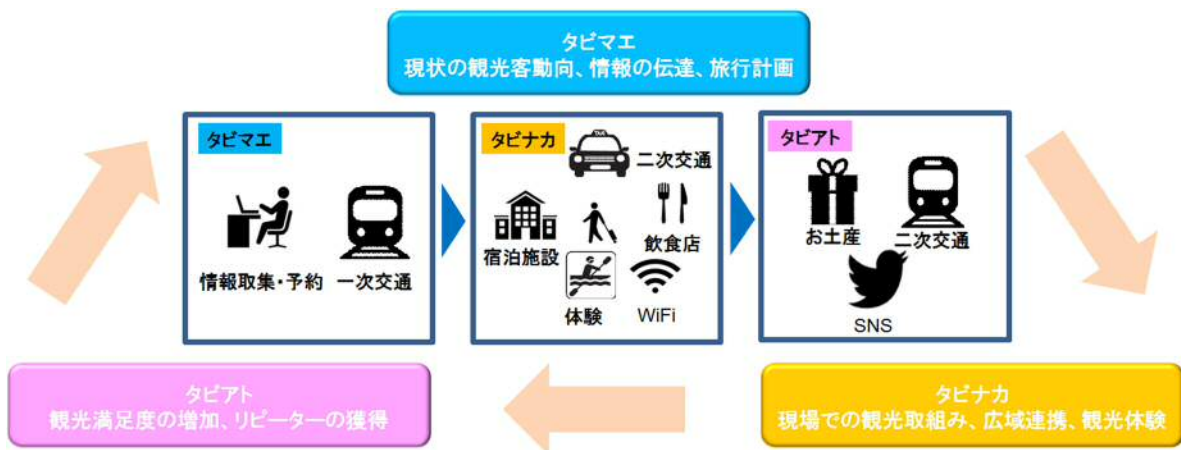 タビマエ
現状の観光客動向、情報の伝達、旅行計画
タビマエ
情報取集・予約
一次交通
タビナカ
TAXI
二次交通
宿泊施設
飲食店
体験
WiFi
タビアト
お土産
二次交通
SNS
タビアト
観光満足度の増加、リピーターの獲得
タビナカ
現場での観光取組み、広域連携、観光体験